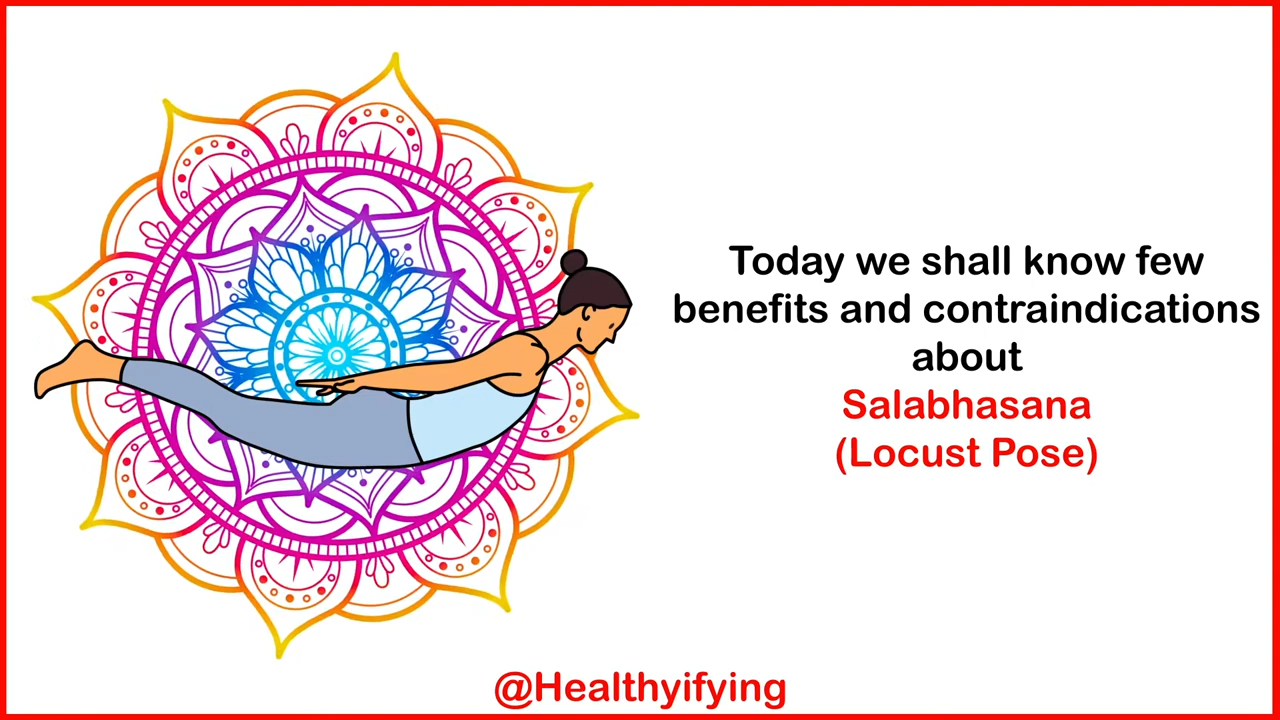 Today we shall know few
benefits and contraindications
about
Salabhasana
(Locust Pose)
@Healthyifying